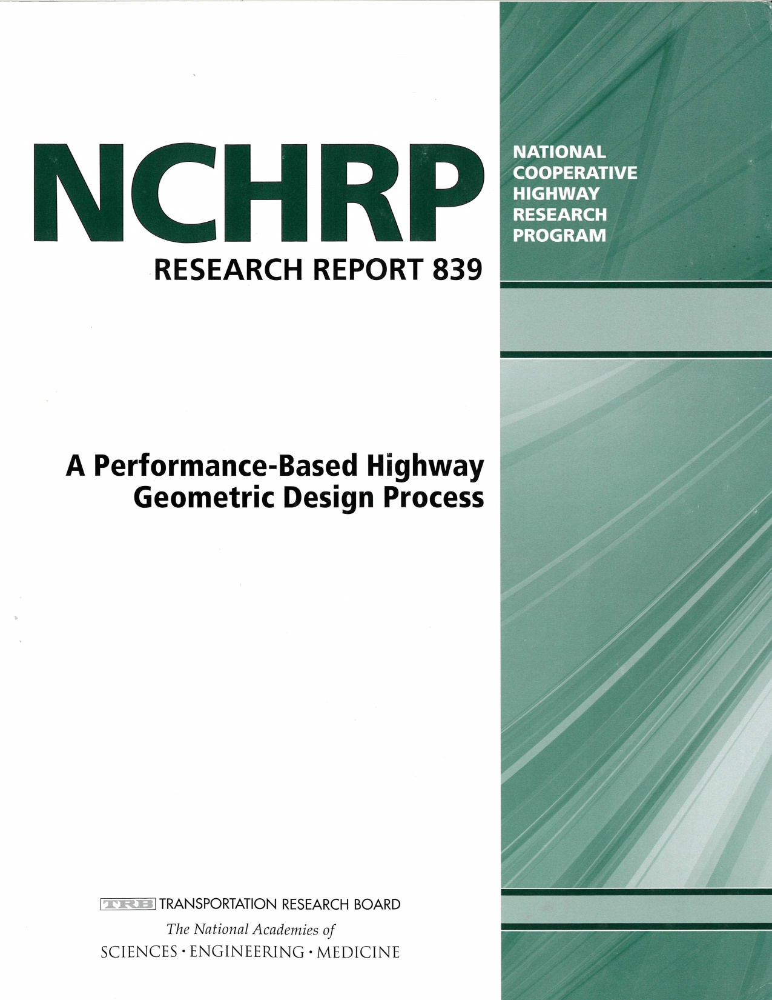 NCHRP
RESEARCH REPORT 839
NATIONAL
COOPERATIVE
HIGHWAY
RESEARCH
PROGRAM
A Performance-Based Highway
Geometric Design Process
TRB TRANSPORTATION RESEARCH BOARD
The National Academies of
SCIENCES • ENGINEERING • MEDICINE